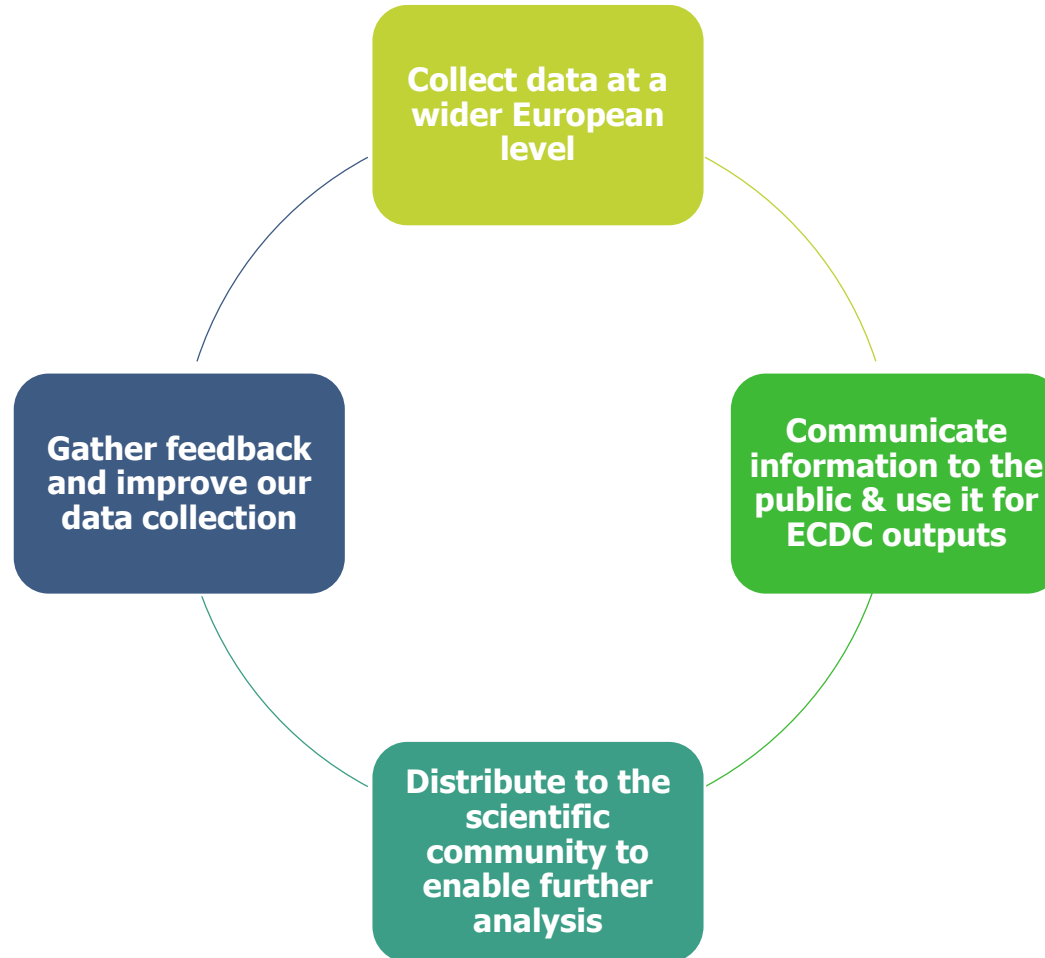 Collect data at a
wider European
level
Communicate
information to the
public & use it for
ECDC outputs
Distribute to the
scientific
community to
enable further
analysis
Gather feedback
and improve our
data collection